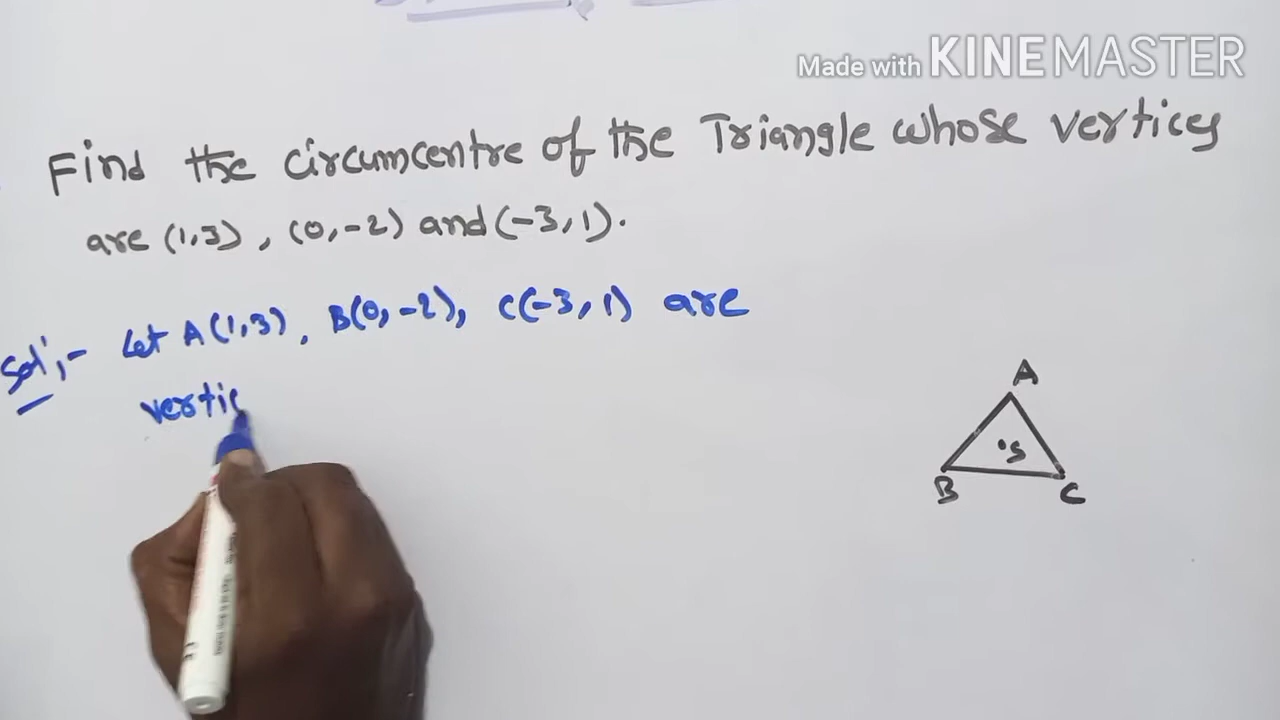 Made with KINEMASTER
Find the circumcentre of the Triangle whose vertices
are (1,3), (0,-2) and (-3,1).
Sol:- Let A(1,3), B(0,-2), C(-3,1) are
vertic
A
S
B
C